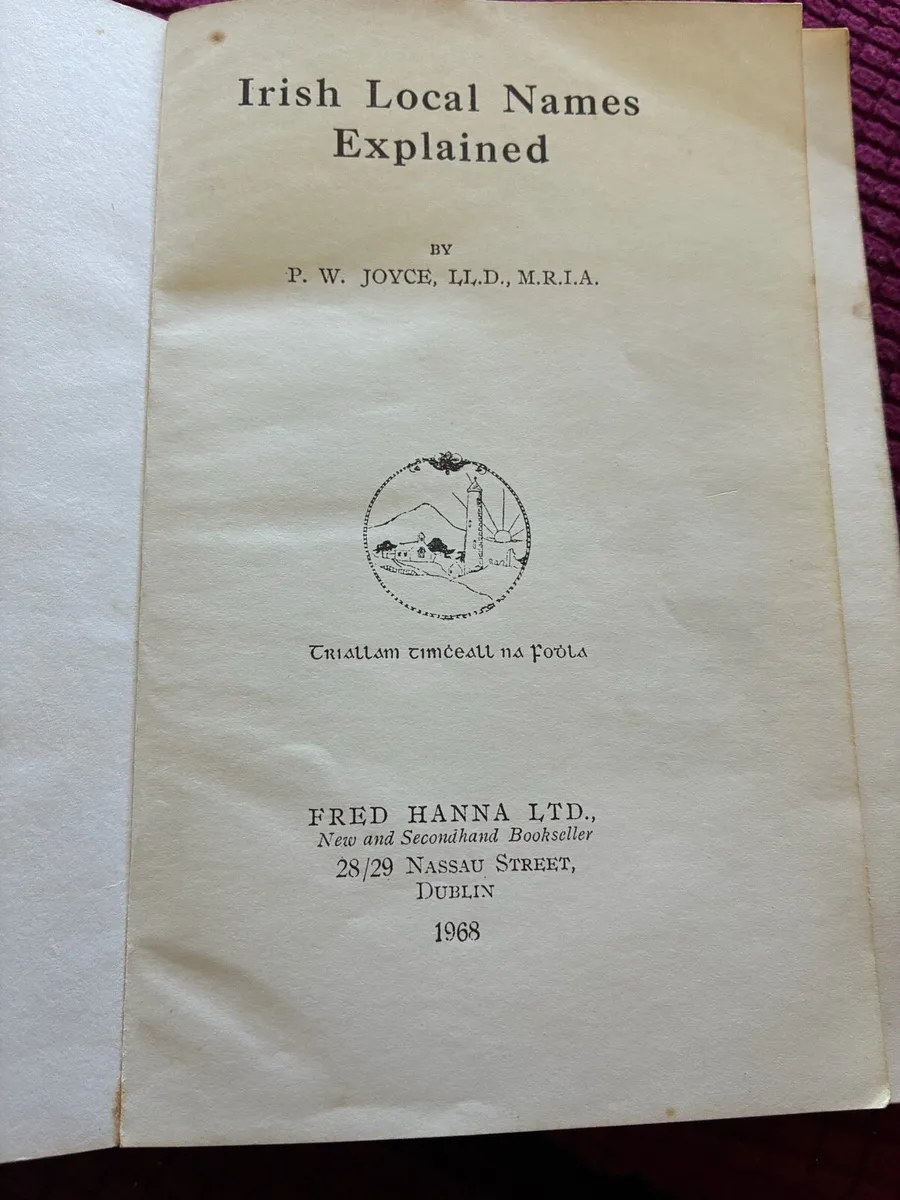 Irish Local Names
Explained
BY
P. W. JOYCE, LL.D., M.R.I.A.
Triallam timċeall na Foḋla
FRED HANNA LTD.,
New and Secondhand Bookseller
28/29 NASSAU STREET,
DUBLIN
1968